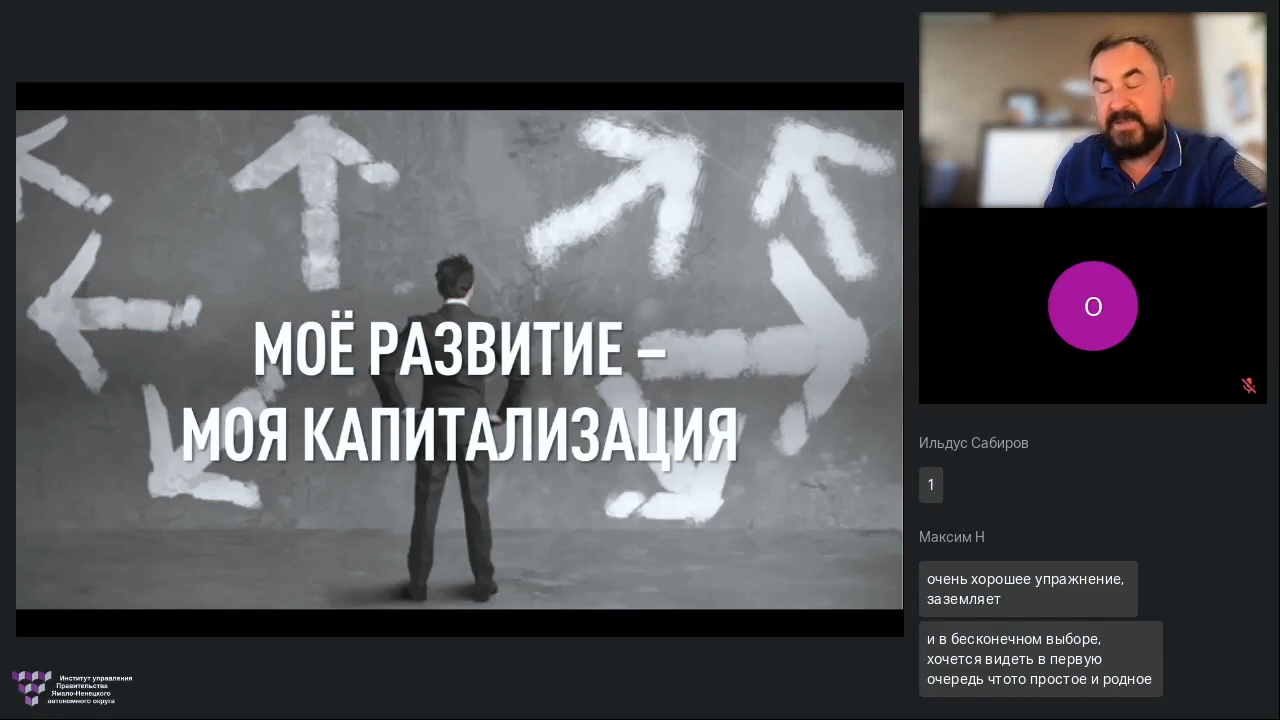 МОЁ РАЗВИТИЕ –
МОЯ КАПИТАЛИЗАЦИЯ
О
Ильдус Сабиров
1
Максим Н
очень хорошее упражнение,
заземляет
и в бесконечном выборе,
хочется видеть в первую
очередь чтото простое и родное
Институт управления
Правительства
Ямало-Ненецкого
автономного округа